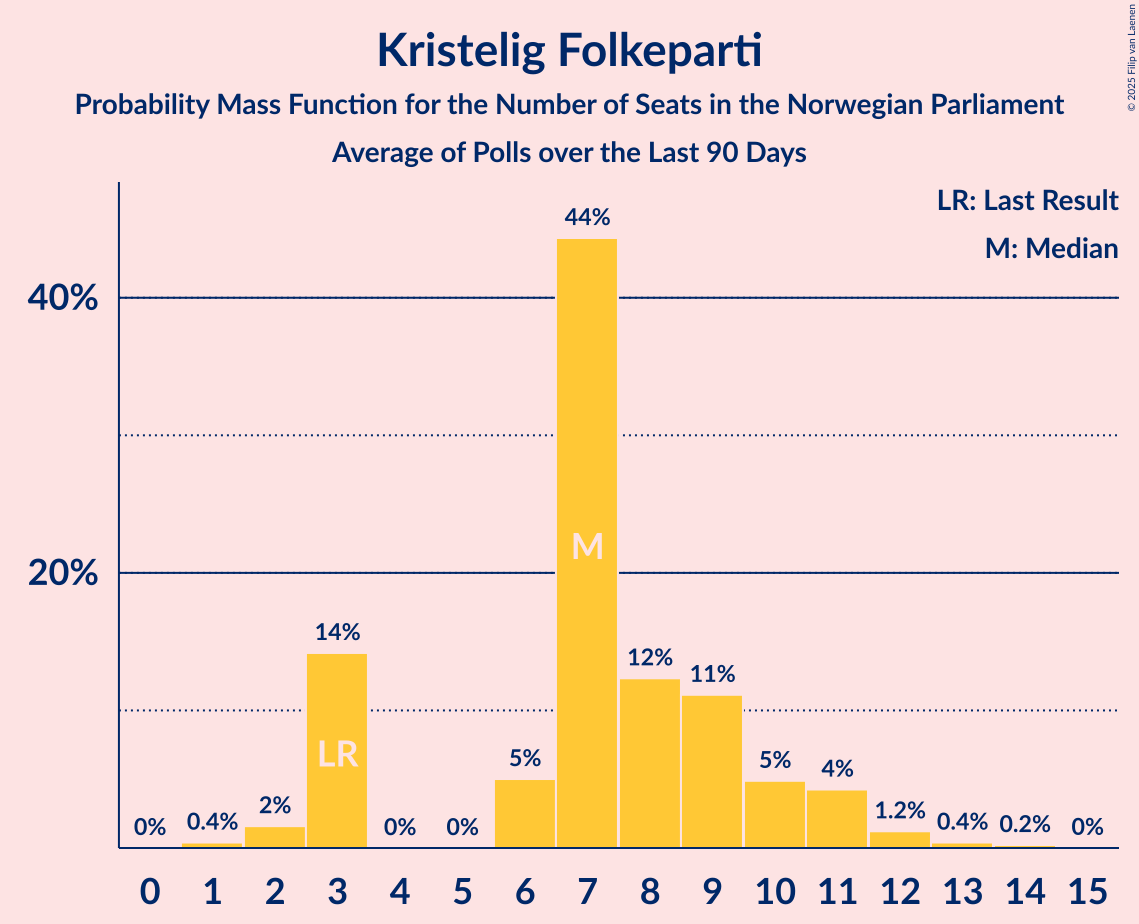 Kristelig Folkeparti
Probability Mass Function for the Number of Seats in the Norwegian Parliament
Average of Polls over the Last 90 Days
© 2025 Filip van Laenen
LR: Last Result
M: Median
40%
20%
0%
0.4%
2%
14%
0%
0%
5%
44%
12%
11%
5%
4%
1.2%
0.4%
0.2%
0%
LR
M
0 1 2 3 4 5 6 7 8 9 10 11 12 13 14 15